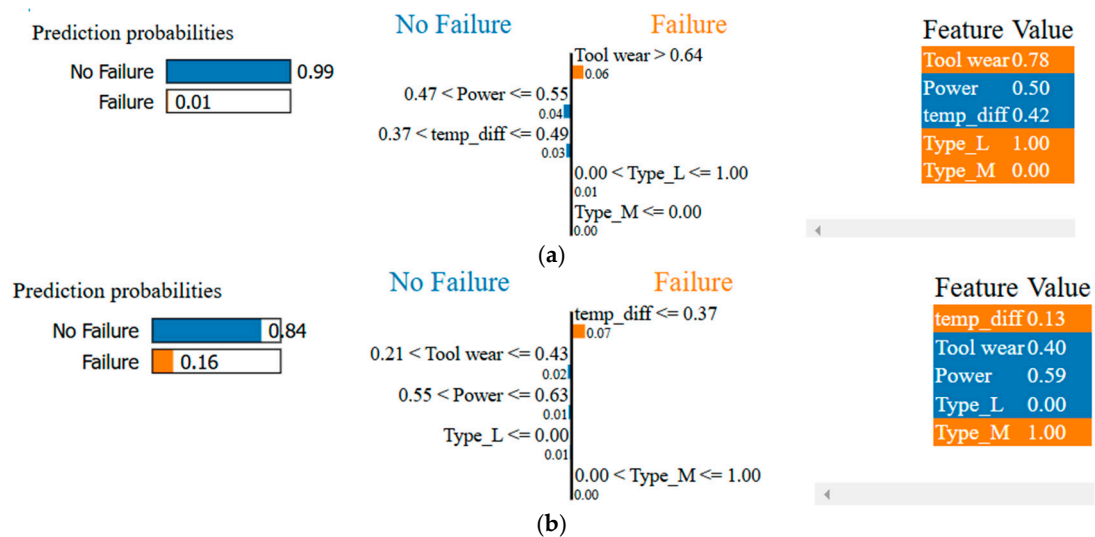 Prediction probabilities
No Failure 0.99
Failure 0.01
No Failure Failure
Tool wear > 0.64
0.06
0.47 < Power <= 0.55
0.04
0.37 < temp_diff <= 0.49
0.03
0.00 < Type_L <= 1.00
0.01
Type_M <= 0.00
0.00
Feature Value
Tool wear 0.78
Power 0.50
temp_diff 0.42
Type_L 1.00
Type_M 0.00
(a)
Prediction probabilities
No Failure 0.84
Failure 0.16
No Failure Failure
temp_diff <= 0.37
0.07
0.21 < Tool wear <= 0.43
0.02
0.55 < Power <= 0.63
0.01
Type_L <= 0.00
0.01
0.00 < Type_M <= 1.00
0.00
Feature Value
temp_diff 0.13
Tool wear 0.40
Power 0.59
Type_L 0.00
Type_M 1.00
(b)